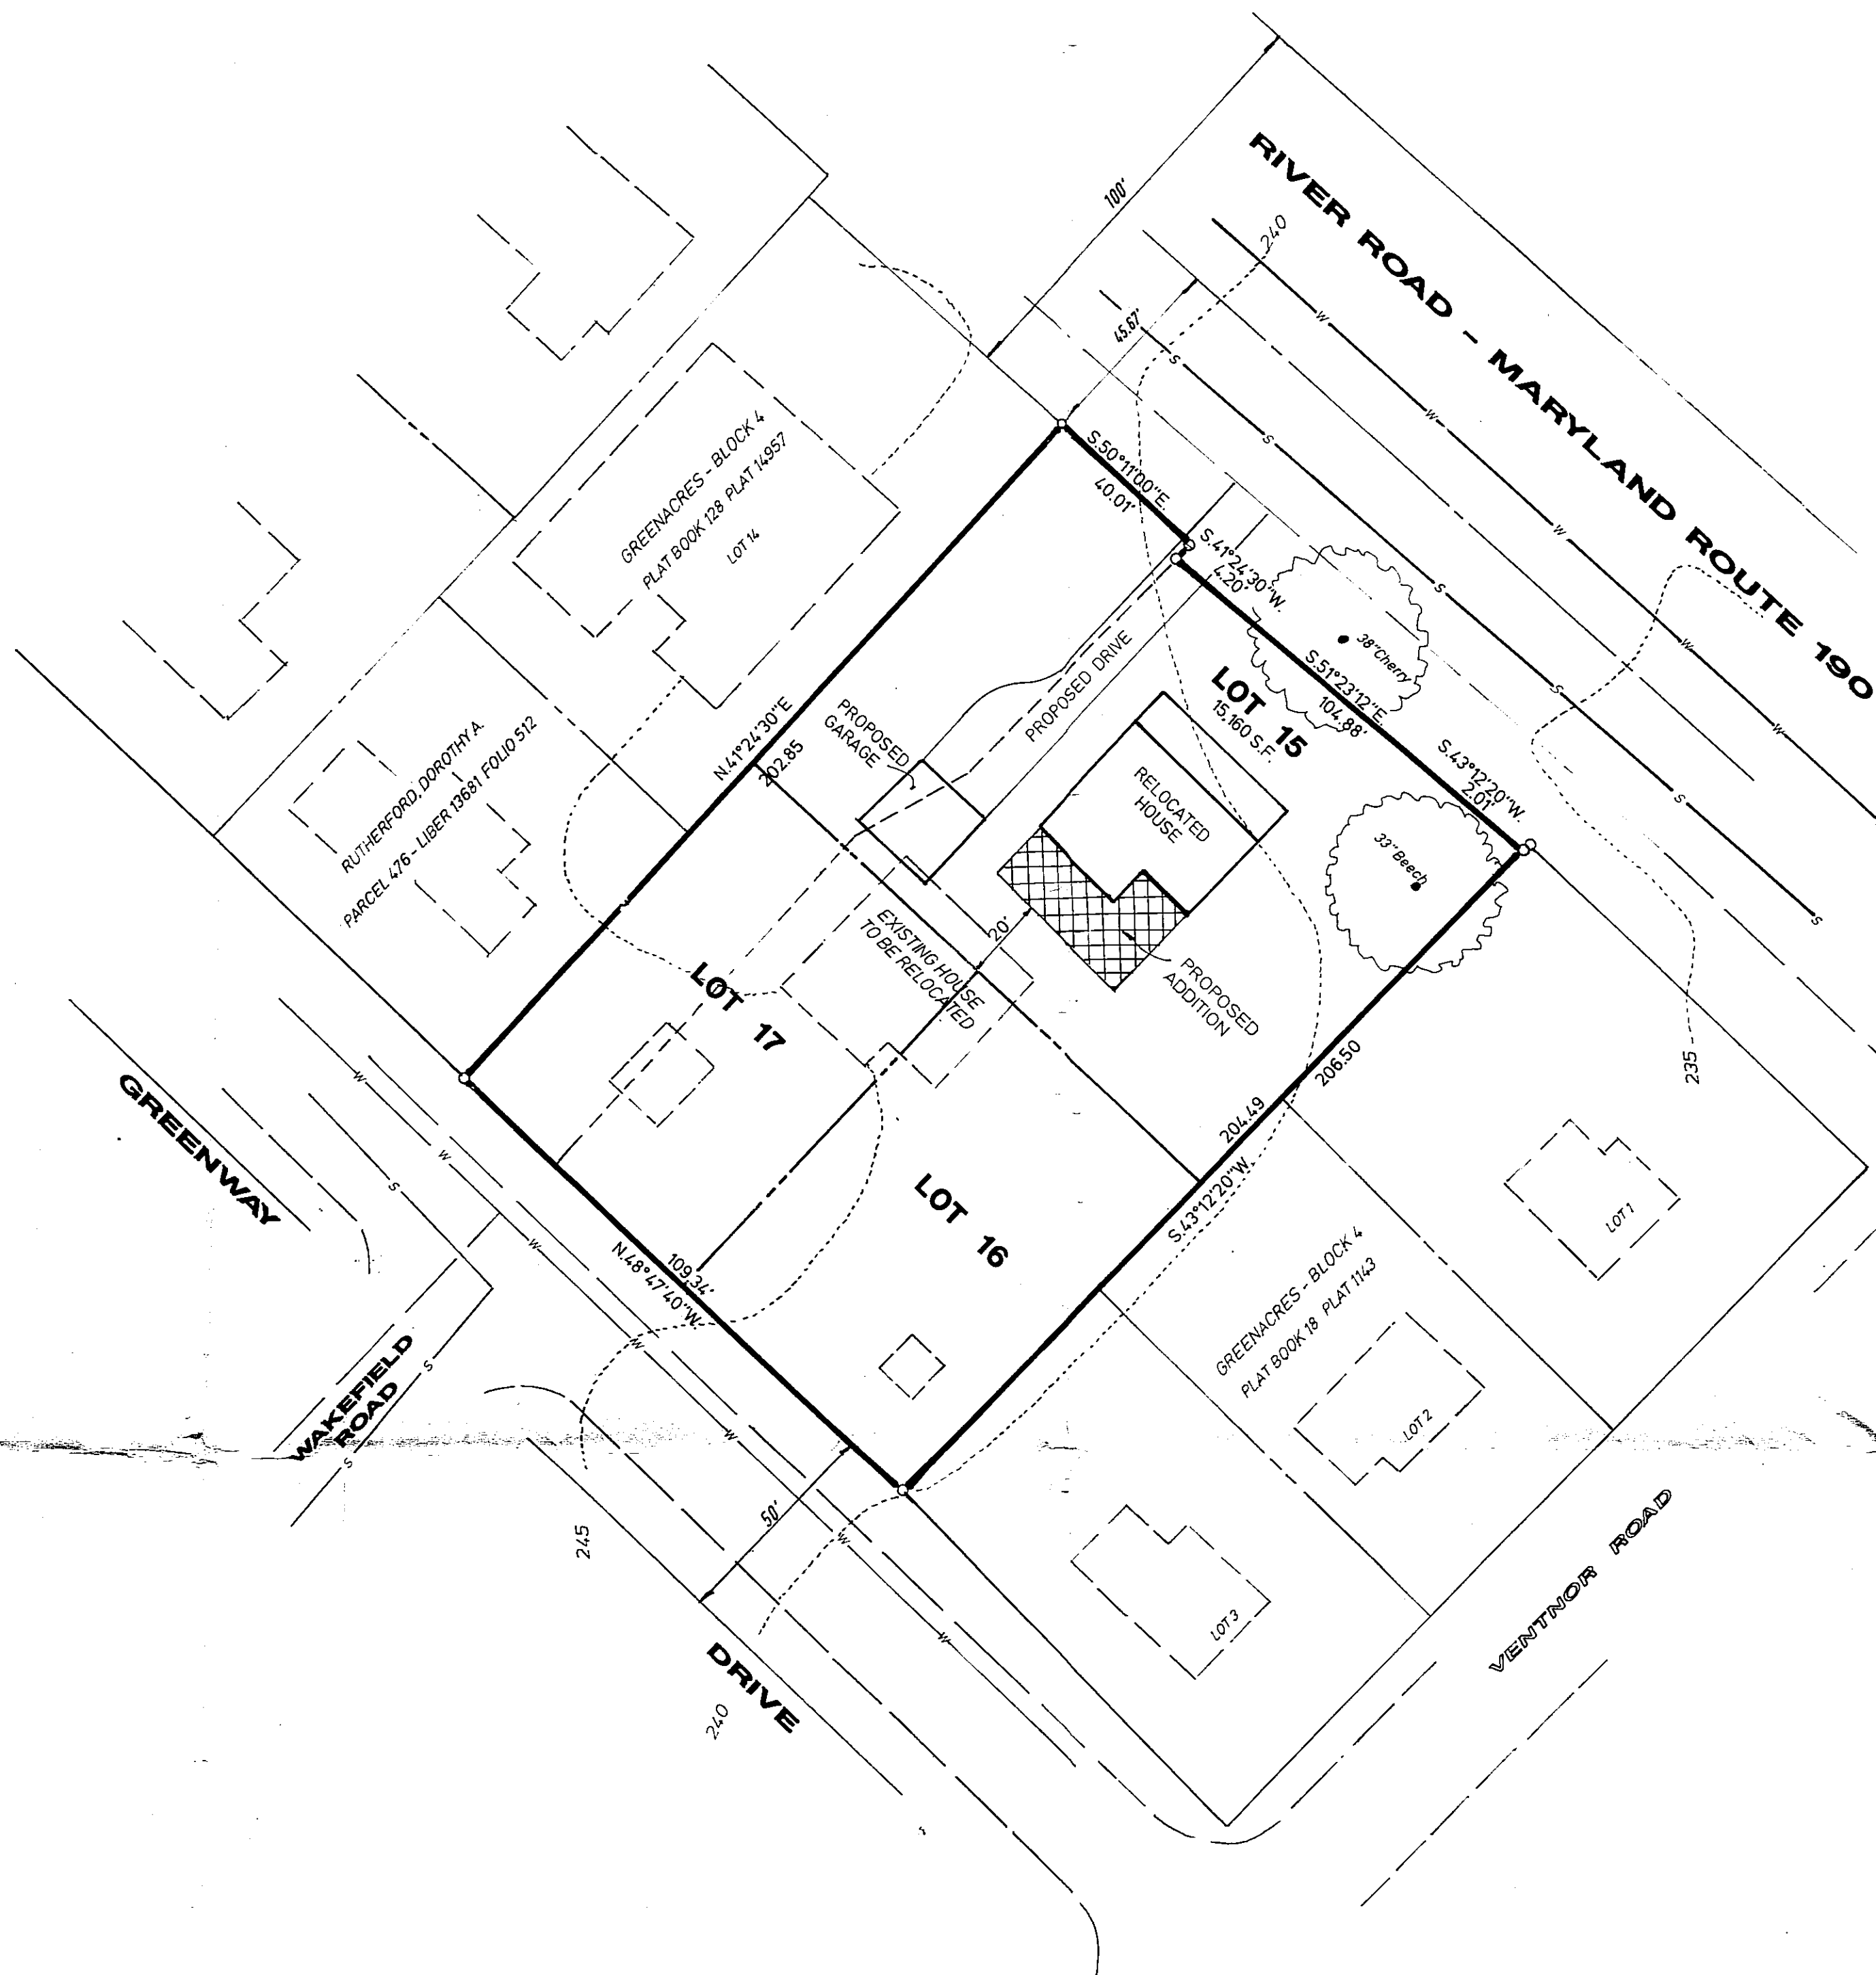 RIVER ROAD - MARYLAND ROUTE 190
100'
240
45.67'
S
W
S.50°11'00"E.
40.01'
S.41°24'30"W.
4.20'
38"Cherry
S.51°23'12"E.
104.88'
S.43°12'20"W.
2.01'
GREENACRES - BLOCK 4
PLAT BOOK 128 PLAT 14957
LOT 14
PROPOSED DRIVE
LOT 15
15,160 S.F.
N.41°24'30"E
202.85
PROPOSED
GARAGE
RELOCATED
HOUSE
33"Beech
RUTHERFORD, DOROTHY A.
PARCEL 476 - LIBER 13681 FOLIO 512
EXISTING HOUSE
TO BE RELOCATED
20'
PROPOSED
ADDITION
LOT 17
235
206.50
204.49
S.43°12'20"W.
GREENWAY
LOT 16
LOT 1
N.48°47'40"W.
109.34'
GREENACRES - BLOCK 4
PLAT BOOK 18 PLAT 1143
WAKEFIELD
ROAD
LOT 2
50'
245
LOT 3
VENTNOR ROAD
DRIVE
240